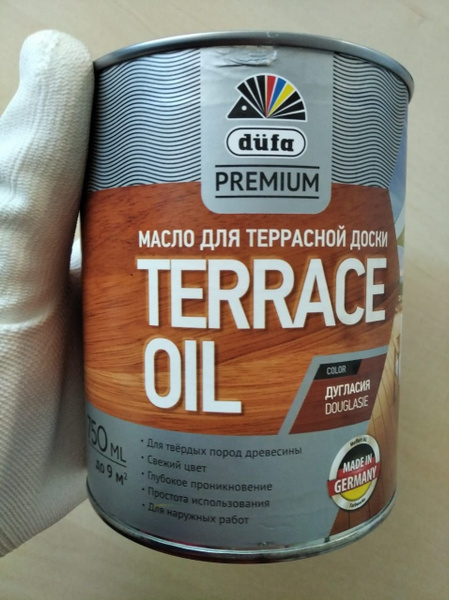 düfa
PREMIUM
МАСЛО ДЛЯ ТЕРРАСНОЙ ДОСКИ
TERRACE
OIL
COLOR
ДУГЛАСИЯ
DOUGLASIE
750 ML
до 9 м²
• Для твёрдых пород древесины
• Свежий цвет
• Глубокое проникновение
• Простота использования
• Для наружных работ
MADE IN
GERMANY